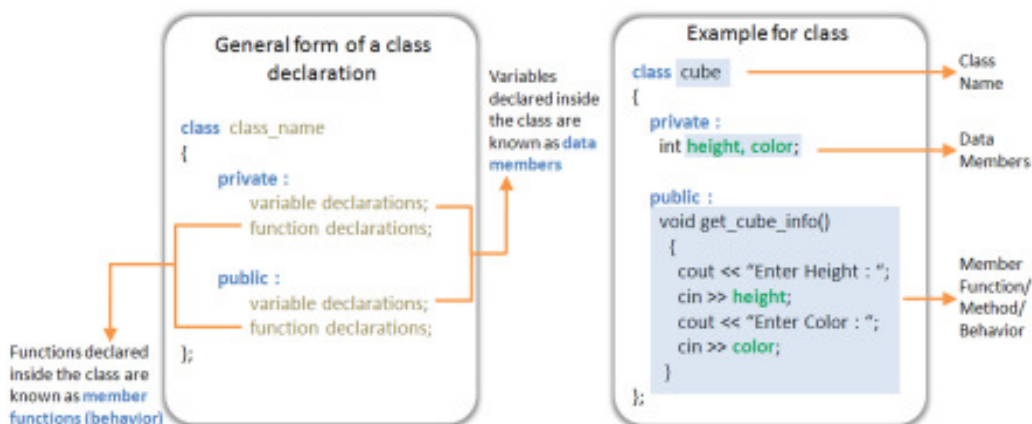 General form of a class
declaration
class class_name
{
private :
variable declarations;
function declarations;
public :
variable declarations;
function declarations;
};
Functions declared
inside the class are
known as member
functions (behavior)
Variables
declared inside
the class are
known as data
members
Example for class
class cube
{
private :
int height, color;
public :
void get_cube_info()
{
cout << “Enter Height : “;
cin >> height;
cout << “Enter Color : “;
cin >> color;
}
};
Class
Name
Data
Members
Member
Function/
Method/
Behavior